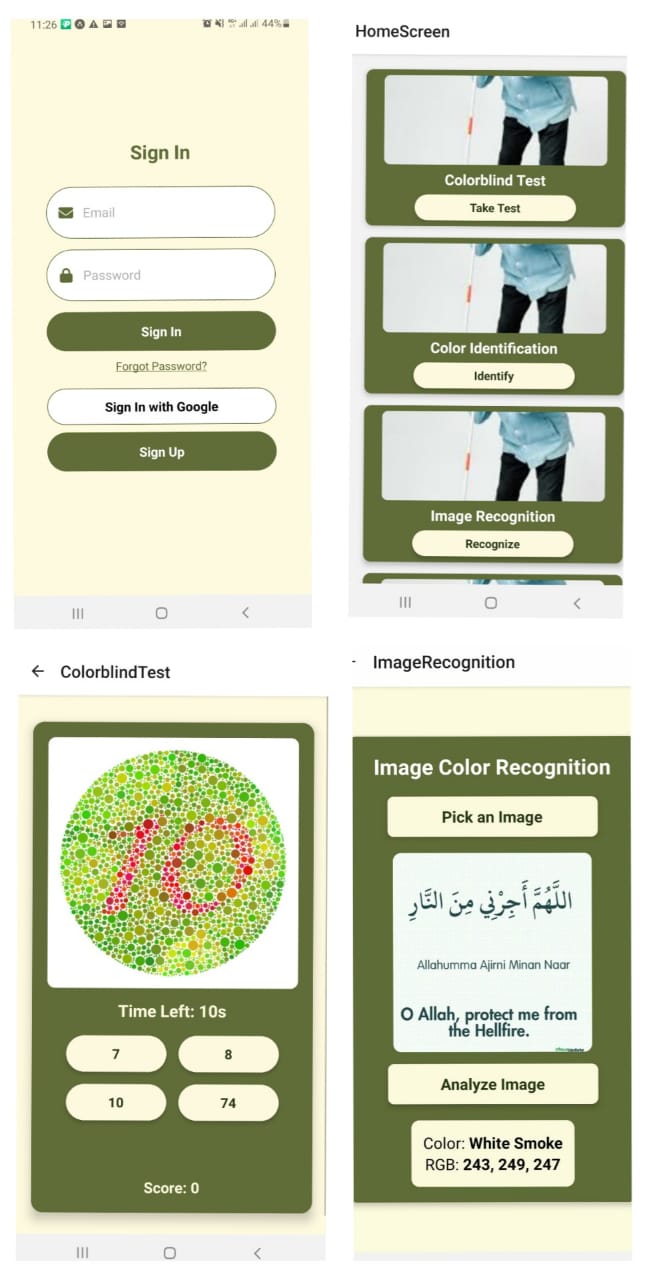 11:26 44%
Sign In
Email
Password
Sign In
Forgot Password?
Sign In with Google
Sign Up
HomeScreen
Colorblind Test
Take Test
Color Identification
Identify
Image Recognition
Recognize
ColorblindTest
Time Left: 10s
7 8
10 74
Score: 0
ImageRecognition
Image Color Recognition
Pick an Image
اللَّهُمَّ أَجِرْنِي مِنَ النَّارِ
Allahumma Ajirni Minan Naar
O Allah, protect me from
the Hellfire.
Analyze Image
Color: White Smoke
RGB: 243, 249, 247